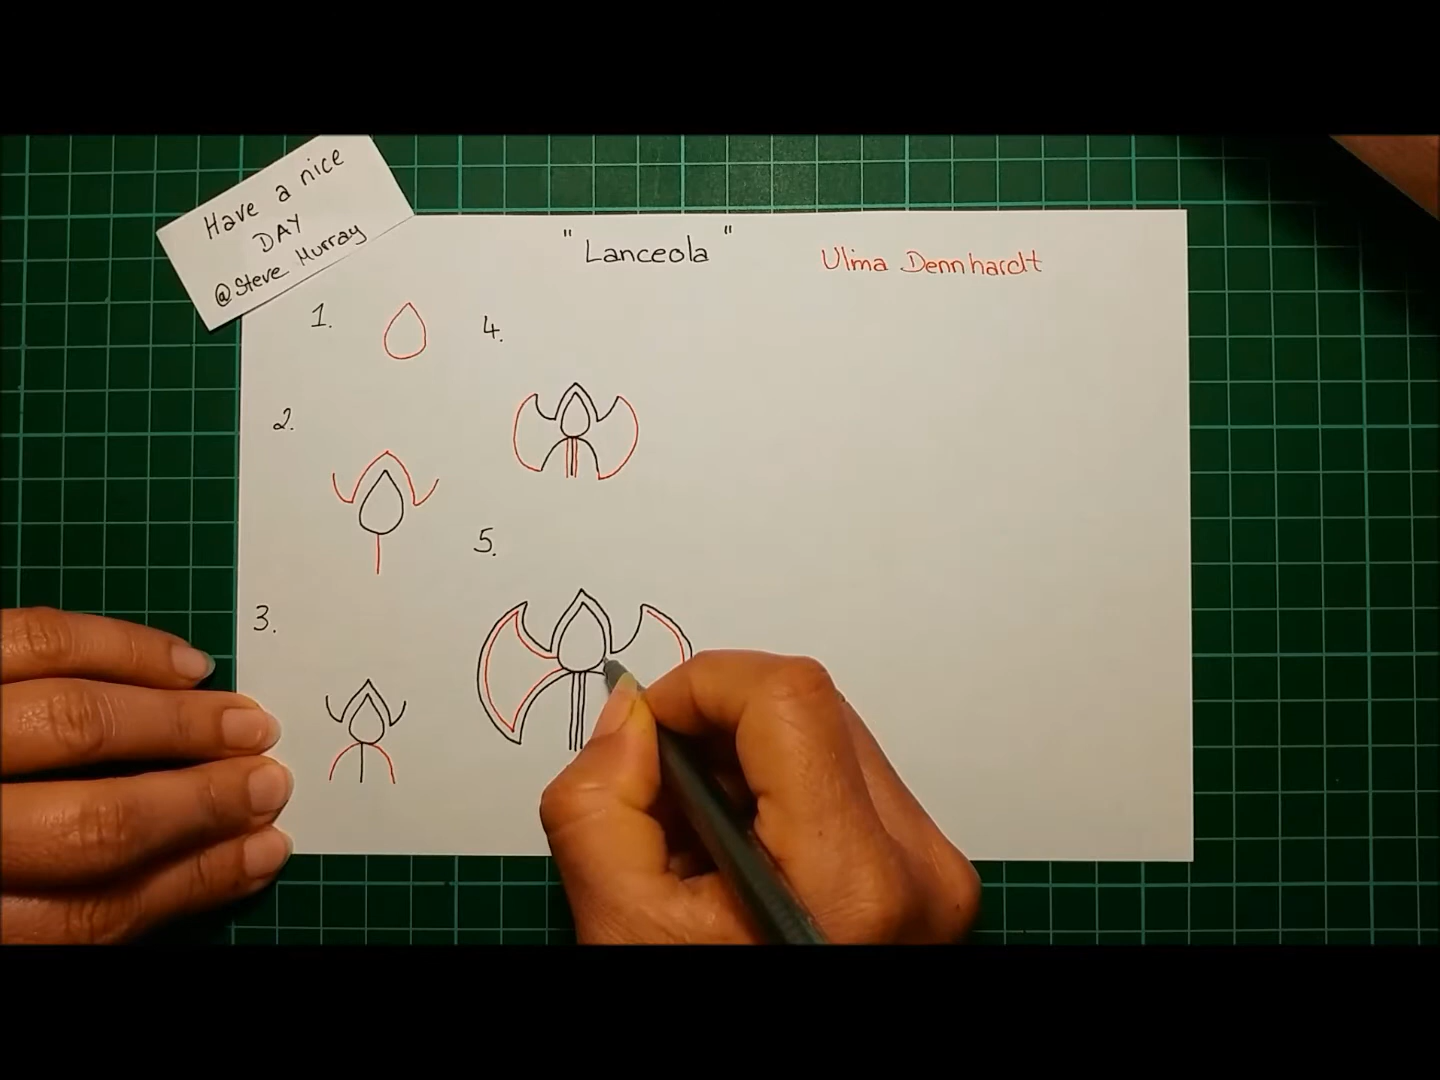 Have a nice
DAY
@Steve Murray
"Lanceola"
Ulma Dennhardt
1.
2.
3.
4.
5.